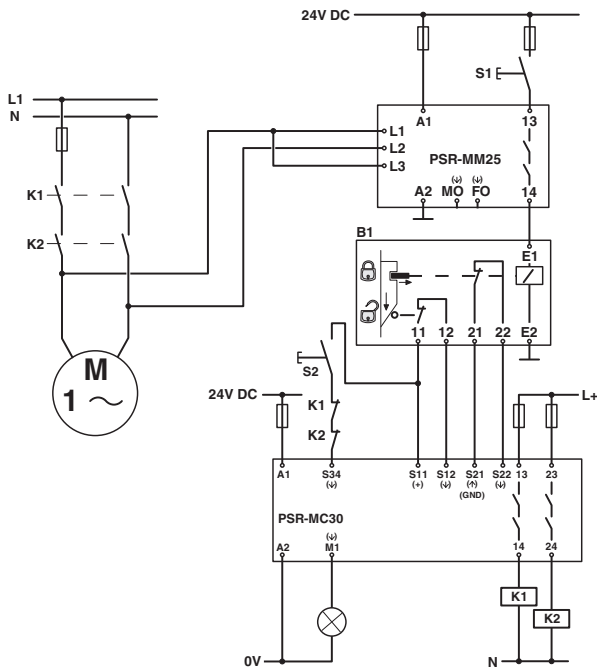 24V DC
S1
L1
N
A1
13
L1
L2
L3
PSR-MM25
K1
A2
MO
(↓)
FO
(↓)
14
K2
B1
E1
11
12
21
22
E2
M
1 ~
S2
24V DC
K1
L+
K2
A1
S34
(↓)
S11
(+)
S12
(↓)
S21
(↑)
(GND)
S22
(↓)
13
23
PSR-MC30
A2
(↓)
M1
14
24
K1
K2
0V
N